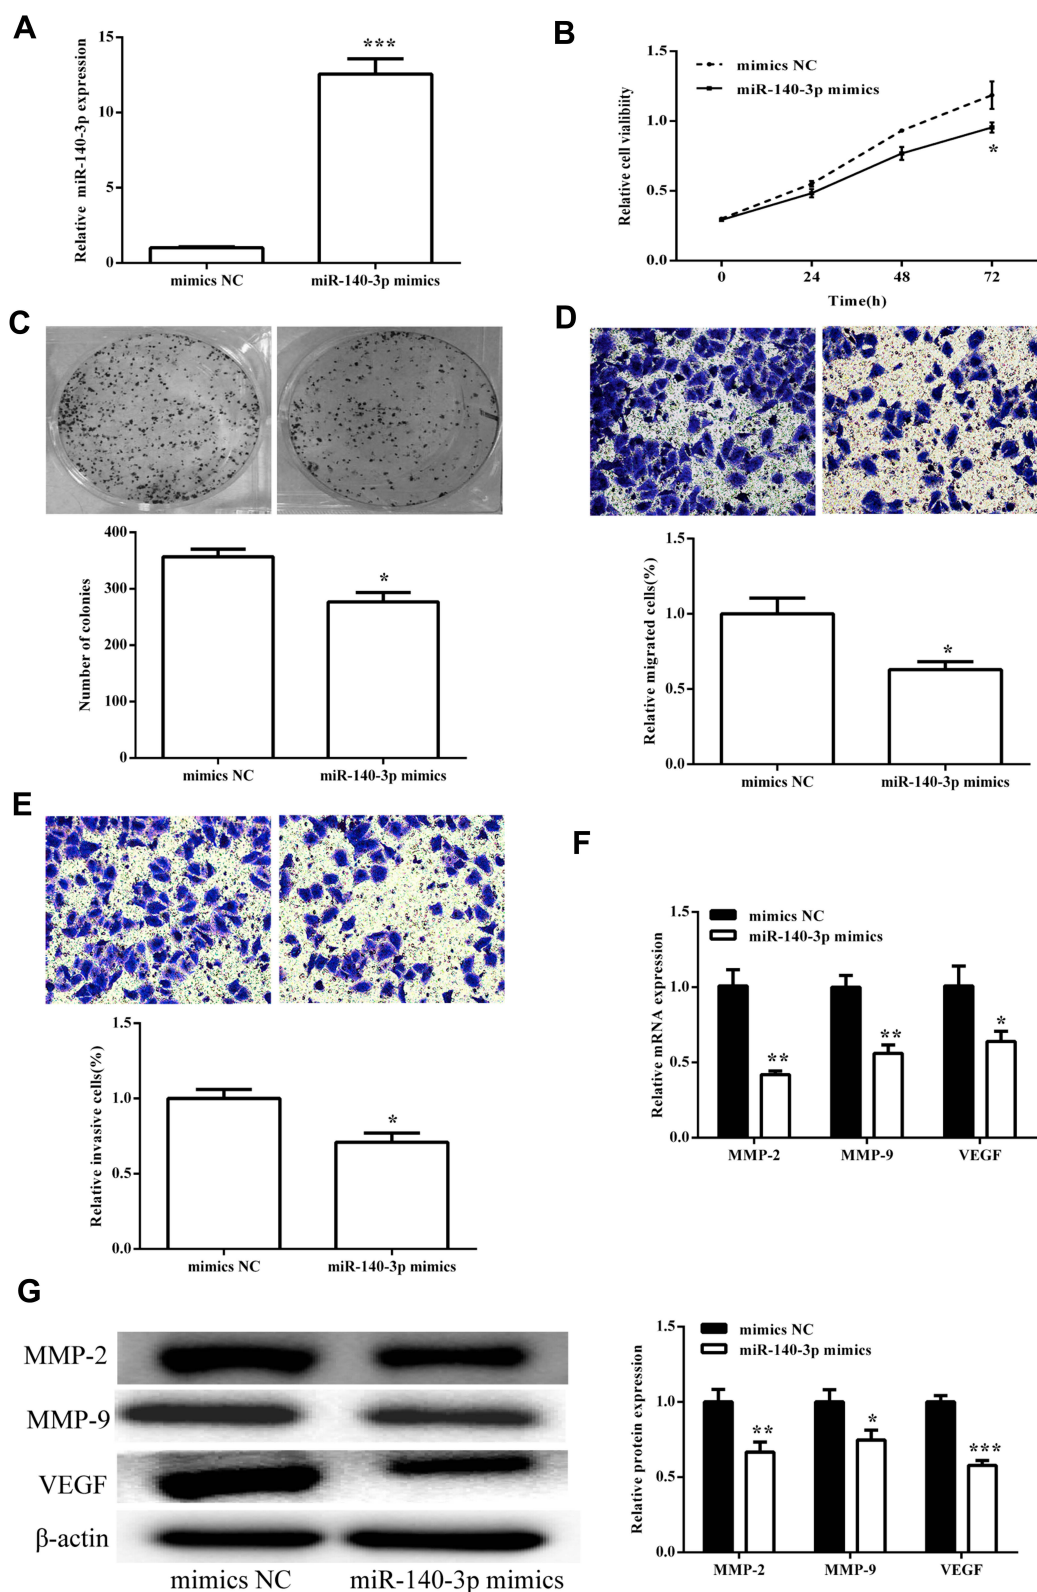 A
Relative miR-140-3p expression
15
10
5
0
***
mimics NC
miR-140-3p mimics
B
Relative cell vialibiity
1.5
1.0
0.5
0.0
mimics NC
miR-140-3p mimics
*
0
24
48
72
Time(h)
C
Number of colonies
400
300
200
100
0
*
mimics NC
miR-140-3p mimics
D
Relative migrated cells(%)
1.5
1.0
0.5
0.0
*
mimics NC
miR-140-3p mimics
E
Relative invasive cells(%)
1.5
1.0
0.5
0.0
*
mimics NC
miR-140-3p mimics
F
Relative mRNA expression
1.5
1.0
0.5
0.0
mimics NC
miR-140-3p mimics
**
**
*
MMP-2
MMP-9
VEGF
G
MMP-2
MMP-9
VEGF
β-actin
mimics NC
miR-140-3p mimics
Relative protein expression
1.5
1.0
0.5
0.0
mimics NC
miR-140-3p mimics
**
*
***
MMP-2
MMP-9
VEGF